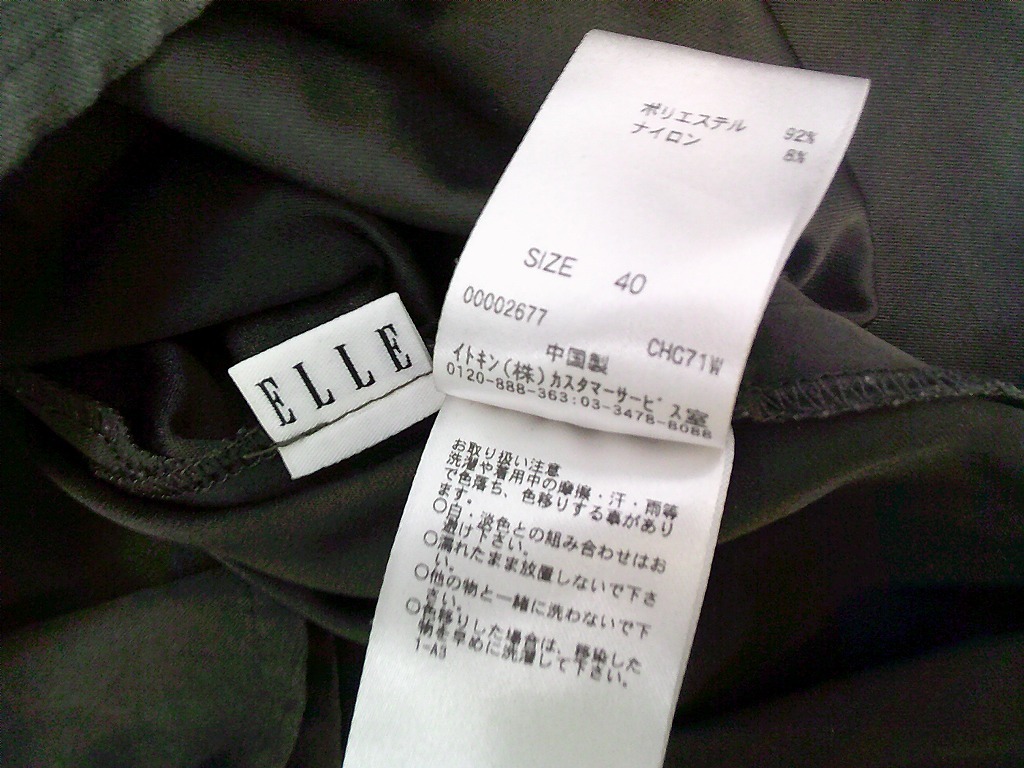 ポリエステル 92%
ナイロン 8%
SIZE 40
00002677
中国製 CHC71W
イトキン(株)カスタマーサービス室
0120-888-363:03-3478-8088
ELLE
お取り扱い注意
洗濯や着用中の摩擦・汗・雨等
で色落ち、色移りする事があり
ます。
○白・淡色との組み合わせはお
避け下さい。
○濡れたまま放置しないで下さ
い。
○他の物と一緒に洗わないで下
さい。
○色移りした場合は、移染した
物を早めに洗濯して下さい。
1-A3